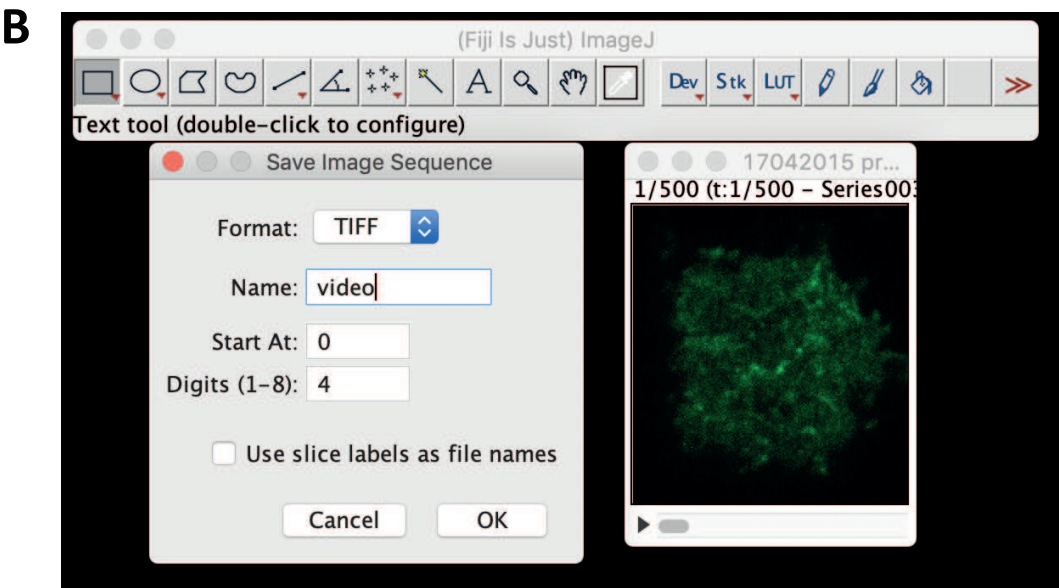 B
(Fiji Is Just) ImageJ
A Dev Stk LUT
Text tool (double-click to configure)
Save Image Sequence
Format: TIFF
Name: video
Start At: 0
Digits (1-8): 4
Use slice labels as file names
Cancel OK
17042015 pr...
1/500 (t:1/500 - Series003